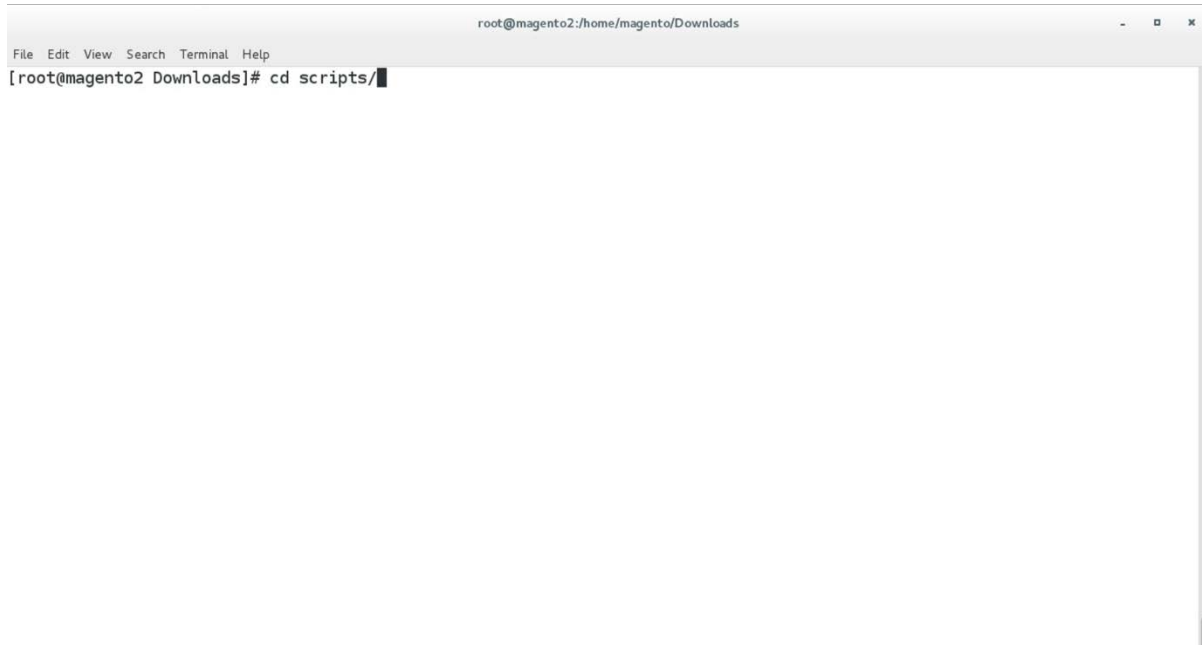 root@magento2:/home/magento/Downloads
File Edit View Search Terminal Help
[root@magento2 Downloads]# cd scripts/